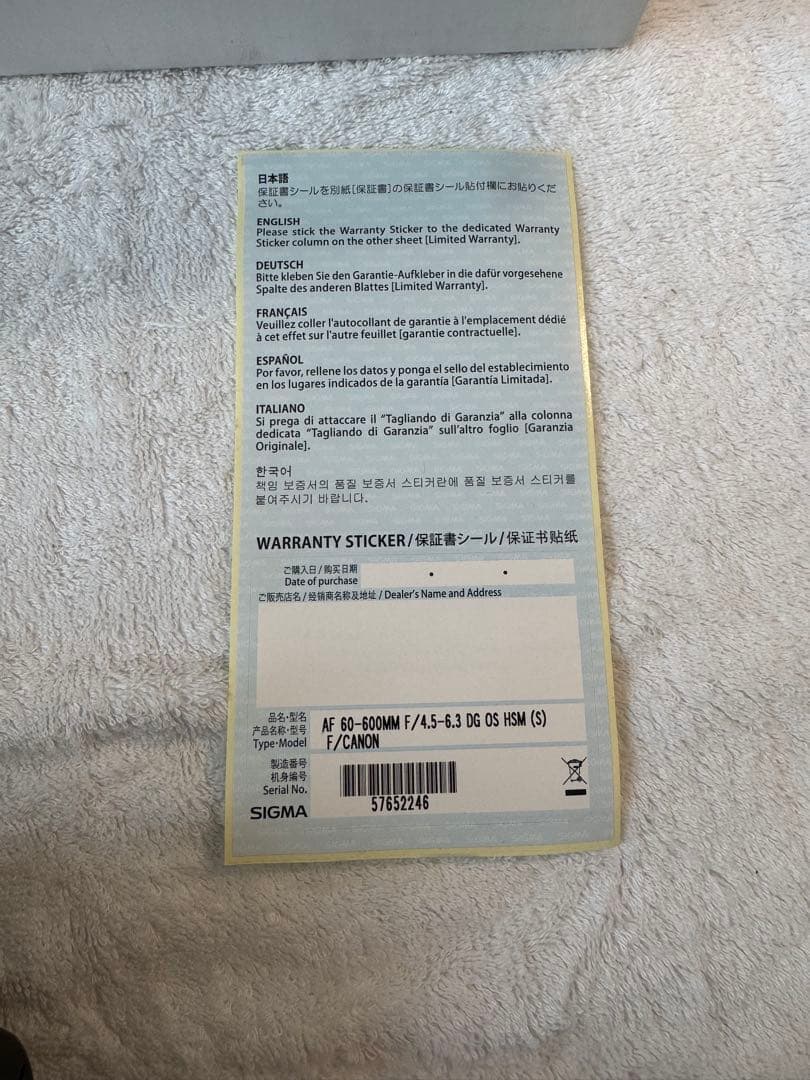 日本語
保証書シールを別紙[保証書]の保証書シール貼付欄にお貼りくだ
さい。
ENGLISH
Please stick the Warranty Sticker to the dedicated Warranty
Sticker column on the other sheet [Limited Warranty].
DEUTSCH
Bitte kleben Sie den Garantie-Aufkleber in die dafür vorgesehene
Spalte des anderen Blattes [Limited Warranty].
FRANÇAIS
Veuillez coller l'autocollant de garantie à l'emplacement dédié
à cet effet sur l'autre feuillet [garantie contractuelle].
ESPAÑOL
Por favor, rellene los datos y ponga el sello del establecimiento
en los lugares indicados de la garantía [Garantía Limitada].
ITALIANO
Si prega di attaccare il “Tagliando di Garanzia” alla colonna
dedicata “Tagliando di Garanzia” sull'altro foglio [Garanzia
Originale].
한국어
책임 보증서의 품질 보증서 스티커란에 품질 보증서 스티커를
붙여주시기 바랍니다.
WARRANTY STICKER/保証書シール/保证书贴纸
ご購入日/购买日期
Date of purchase
ご販売店名/经销商名称及地址/Dealer's Name and Address
品名・型名
产品名称・型号
Type・Model
AF 60-600MM F/4.5-6.3 DG OS HSM (S)
F/CANON
製造番号
机身编号
Serial No.
57652246
SIGMA